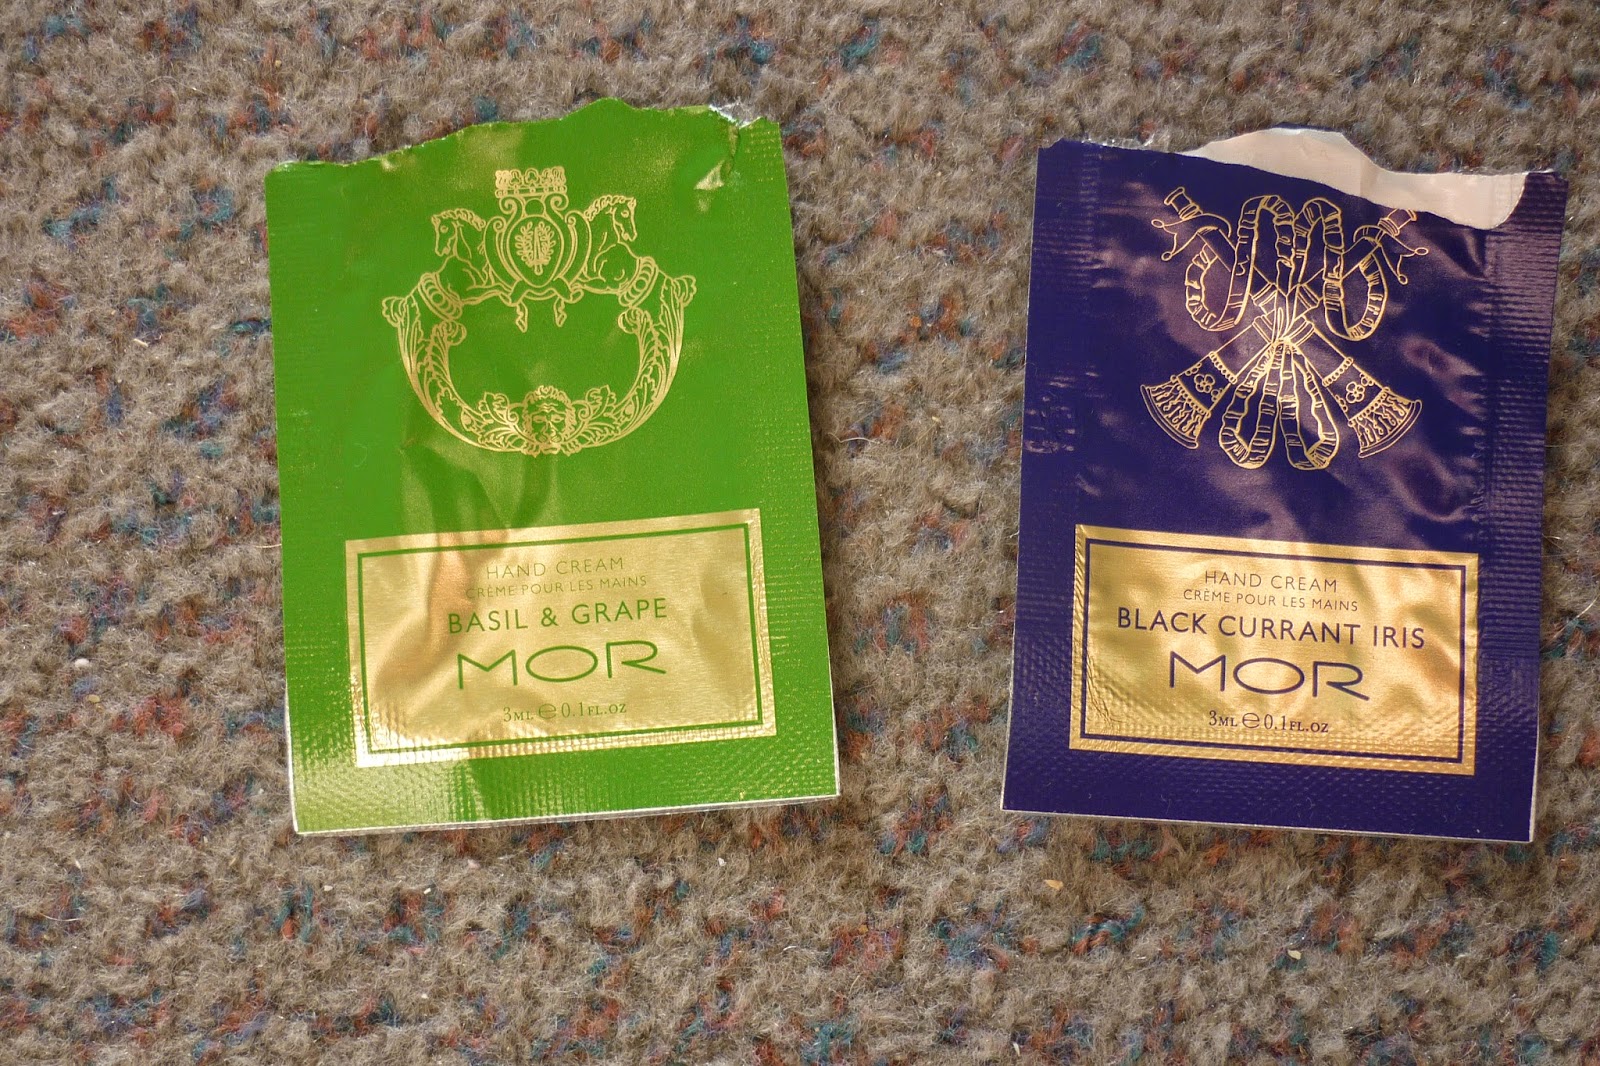 HAND CREAM
CRÈME POUR LES MAINS
BASIL & GRAPE
MOR
3ML ℮ 0.1FL.OZ
HAND CREAM
CRÈME POUR LES MAINS
BLACK CURRANT IRIS
MOR
3ML ℮ 0.1FL.OZ